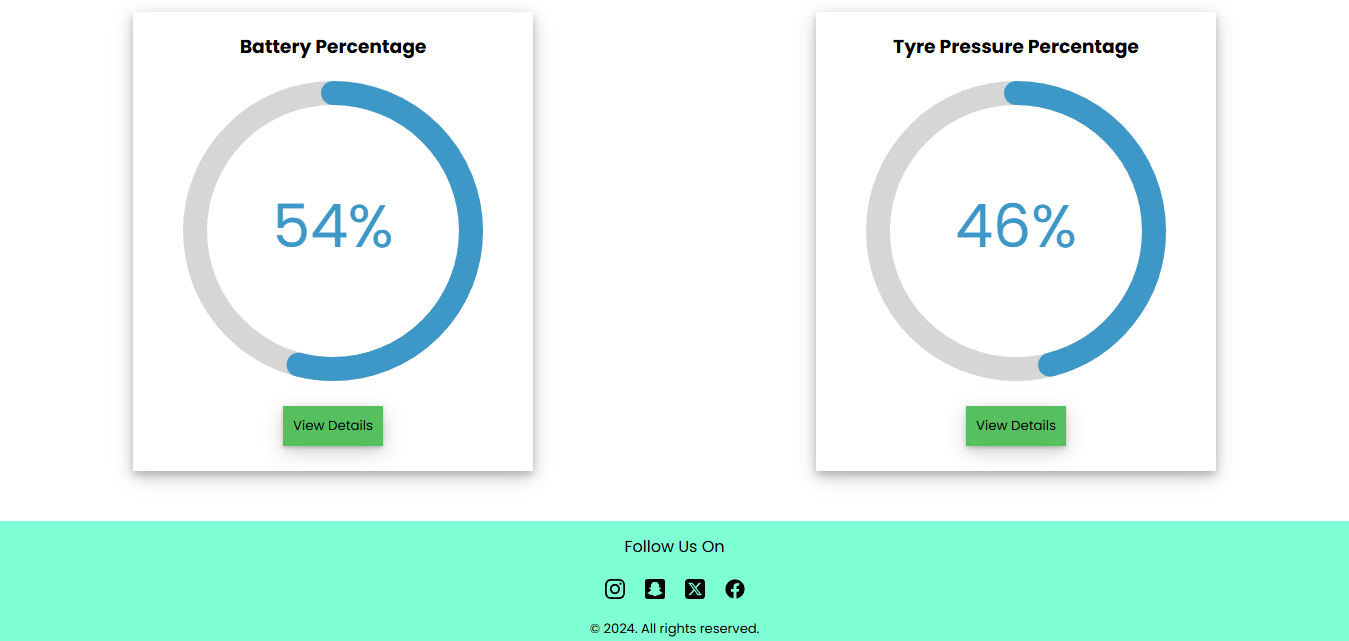 Battery Percentage
54%
View Details
Tyre Pressure Percentage
46%
View Details
Follow Us On
© 2024. All rights reserved.